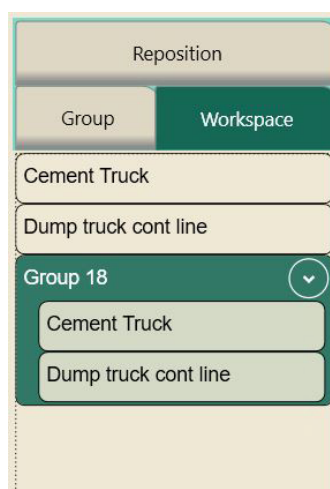 Reposition
Group Workspace
Cement Truck
Dump truck cont line
Group 18
Cement Truck
Dump truck cont line